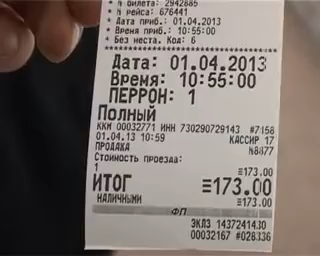 * № билета: 2942885
* № рейса: 676441
* Дата приб.: 01.04.2013
* Время приб.: 10:55:00
* Без места. Код: 6
Дата: 01.04.2013
Время: 10:55:00
ПЕРРОН: 1
Полный
ККМ 00032771 ИНН 730290729143 #7158
01.04.13 10:59 КАССИР 17
ПРОДАЖА №8877
Стоимость проезда:
1 ≡173.00
ИТОГ ≡173.00
НАЛИЧНЫМИ ≡173.00
ФП
ЭКЛЗ 1437241430
00032167 #028336